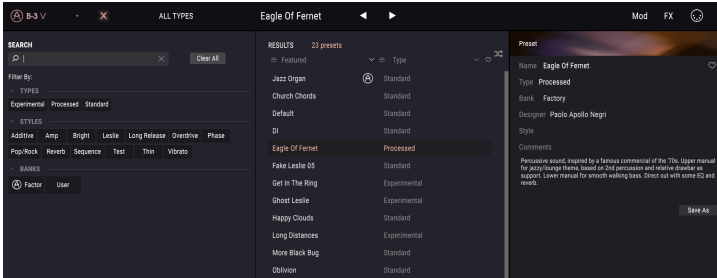 B-3 V - X ALL TYPES Eagle Of Fernet Mod FX
SEARCH
Clear All
Filter By:
TYPES
Experimental Processed Standard
STYLES
Additive Amp Bright Leslie Long Release Overdrive Phase
Pop/Rock Reverb Sequence Test Thin Vibrato
BANKS
Factor User
RESULTS 23 presets
Featured Type
Jazz Organ Standard
Church Chords Standard
Default Standard
DI Standard
Eagle Of Fernet Processed
Fake Leslie 05 Standard
Get In The Ring Experimental
Ghost Leslie Experimental
Happy Clouds Standard
Long Distances Experimental
More Black Bug Standard
Oblivion Standard
Preset
Name Eagle Of Fernet
Type Processed
Bank Factory
Designer Paolo Apollo Negri
Style
Comments
Percussive sound, inspired by a famous commercial of the '70s. Upper manual
for jazzy/lounge theme, based on 2nd percussion and relative drawbar as
support. Lower manual for smooth walking bass. Direct out with some EQ and
reverb.
Save As